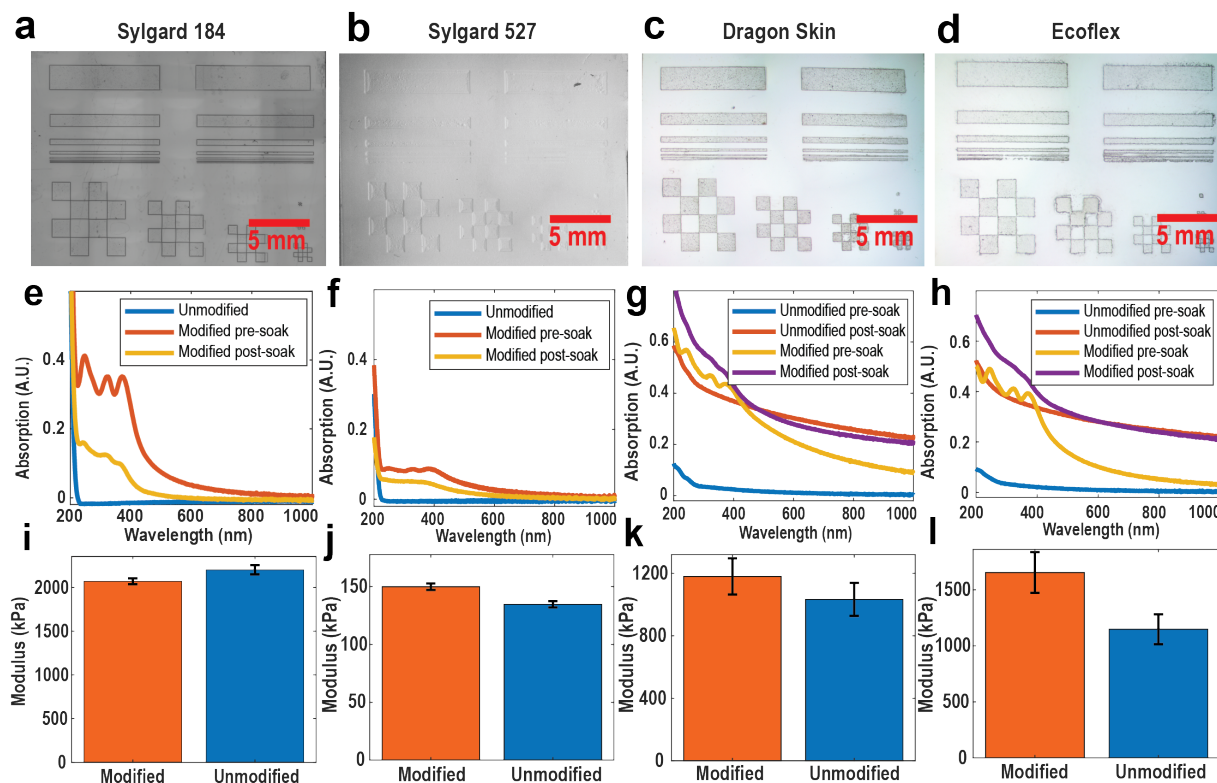 a Sylgard 184
b Sylgard 527
c Dragon Skin
d Ecoflex
5 mm
5 mm
5 mm
5 mm
e
Absorption (A.U.)
0.4
0.2
0
200 400 600 800 1000
Wavelength (nm)
Unmodified
Modified pre-soak
Modified post-soak
f
Absorption (A.U.)
0.4
0.2
0
200 400 600 800 1000
Wavelength (nm)
Unmodified
Modified pre-soak
Modified post-soak
g
Absorption (A.U.)
0.6
0.4
0.2
0
200 400 600 800 1000
Wavelength (nm)
Unmodified pre-soak
Unmodified post-soak
Modified pre-soak
Modified post-soak
h
Absorption (A.U.)
0.6
0.4
0.2
0
200 400 600 800 1000
Wavelength (nm)
Unmodified pre-soak
Unmodified post-soak
Modified pre-soak
Modified post-soak
i
Modulus (kPa)
2000
1500
1000
500
0
Modified Unmodified
j
Modulus (kPa)
150
100
50
0
Modified Unmodified
k
Modulus (kPa)
1200
800
400
0
Modified Unmodified
l
Modulus (kPa)
1500
1000
500
0
Modified Unmodified